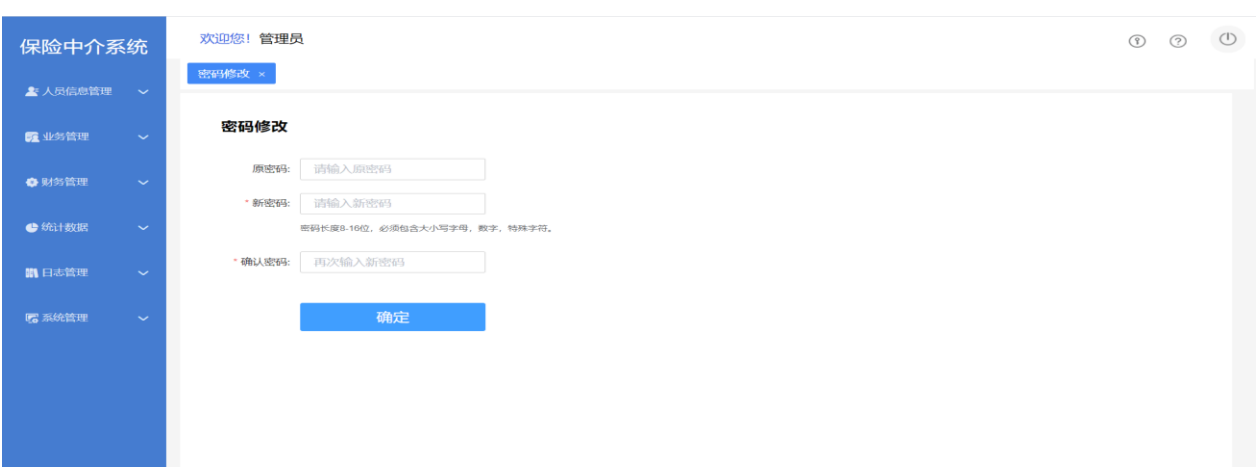 保险中介系统
欢迎您！管理员
密码修改 ×
人员信息管理
业务管理
财务管理
统计数据
日志管理
系统管理
密码修改
原密码: 请输入原密码
* 新密码: 请输入新密码
密码长度8-16位，必须包含大小写字母，数字，特殊字符。
* 确认密码: 再次输入新密码
确定